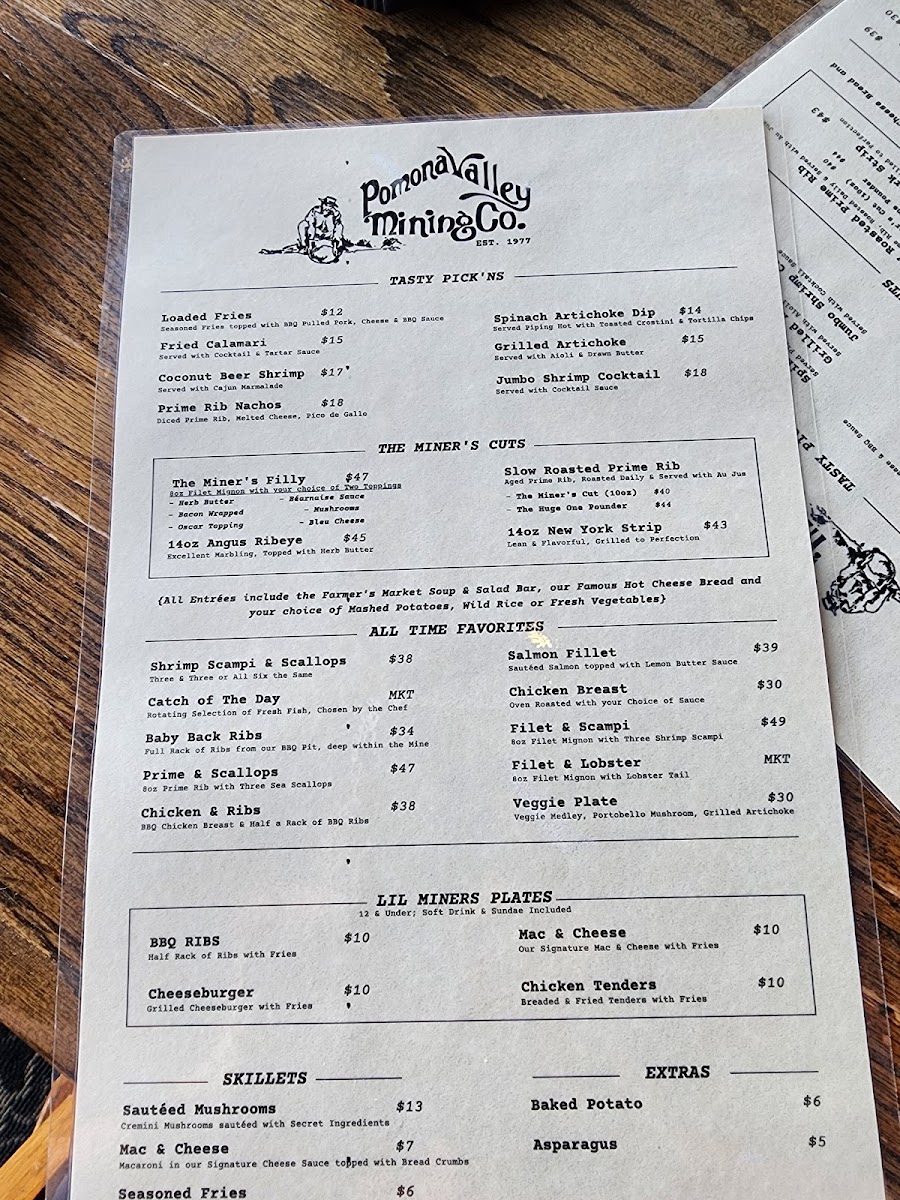 Pomona Valley
Mining Co.
EST. 1977
TASTY PICK'NS
Loaded Fries $12
Seasoned Fries topped with BBQ Pulled Pork, Cheese & BBQ Sauce
Fried Calamari $15
Served with Cocktail & Tartar Sauce
Coconut Beer Shrimp $17
Served with Cajun Marmalade
Prime Rib Nachos $18
Diced Prime Rib, Melted Cheese, Pico de Gallo
Spinach Artichoke Dip $14
Served Piping Hot with Toasted Crostini & Tortilla Chips
Grilled Artichoke $15
Served with Aioli & Drawn Butter
Jumbo Shrimp Cocktail $18
Served with Cocktail Sauce
THE MINER'S CUTS
The Miner's Filly $47
8oz Filet Mignon with your choice of Two Toppings
- Herb Butter - Béarnaise Sauce
- Bacon Wrapped - Mushrooms
- Oscar Topping - Bleu Cheese
14oz Angus Ribeye $45
Excellent Marbling, Topped with Herb Butter
Slow Roasted Prime Rib
Aged Prime Rib, Roasted Daily & Served with Au Jus
- The Miner's Cut (10oz) $40
- The Huge One Pounder $44
14oz New York Strip $43
Lean & Flavorful, Grilled to Perfection
{All Entrées include the Farmer's Market Soup & Salad Bar, our Famous Hot Cheese Bread and
your choice of Mashed Potatoes, Wild Rice or Fresh Vegetables}
ALL TIME FAVORITES
Shrimp Scampi & Scallops $38
Three & Three or All Six the Same
Catch of The Day MKT
Rotating Selection of Fresh Fish, Chosen by the Chef
Baby Back Ribs $34
Full Rack of Ribs from our BBQ Pit, deep within the Mine
Prime & Scallops $47
8oz Prime Rib with Three Sea Scallops
Chicken & Ribs $38
BBQ Chicken Breast & Half a Rack of BBQ Ribs
Salmon Fillet $39
Sautéed Salmon topped with Lemon Butter Sauce
Chicken Breast $30
Oven Roasted with your Choice of Sauce
Filet & Scampi $49
8oz Filet Mignon with Three Shrimp Scampi
Filet & Lobster MKT
8oz Filet Mignon with Lobster Tail
Veggie Plate $30
Veggie Medley, Portobello Mushroom, Grilled Artichoke
LIL MINERS PLATES
12 & Under; Soft Drink & Sundae Included
BBQ RIBS $10
Half Rack of Ribs with Fries
Cheeseburger $10
Grilled Cheeseburger with Fries
Mac & Cheese $10
Our Signature Mac & Cheese with Fries
Chicken Tenders $10
Breaded & Fried Tenders with Fries
SKILLETS
Sautéed Mushrooms $13
Cremini Mushrooms sautéed with Secret Ingredients
Mac & Cheese $7
Macaroni in our Signature Cheese Sauce topped with Bread Crumbs
Seasoned Fries $6
EXTRAS
Baked Potato $6
Asparagus $5